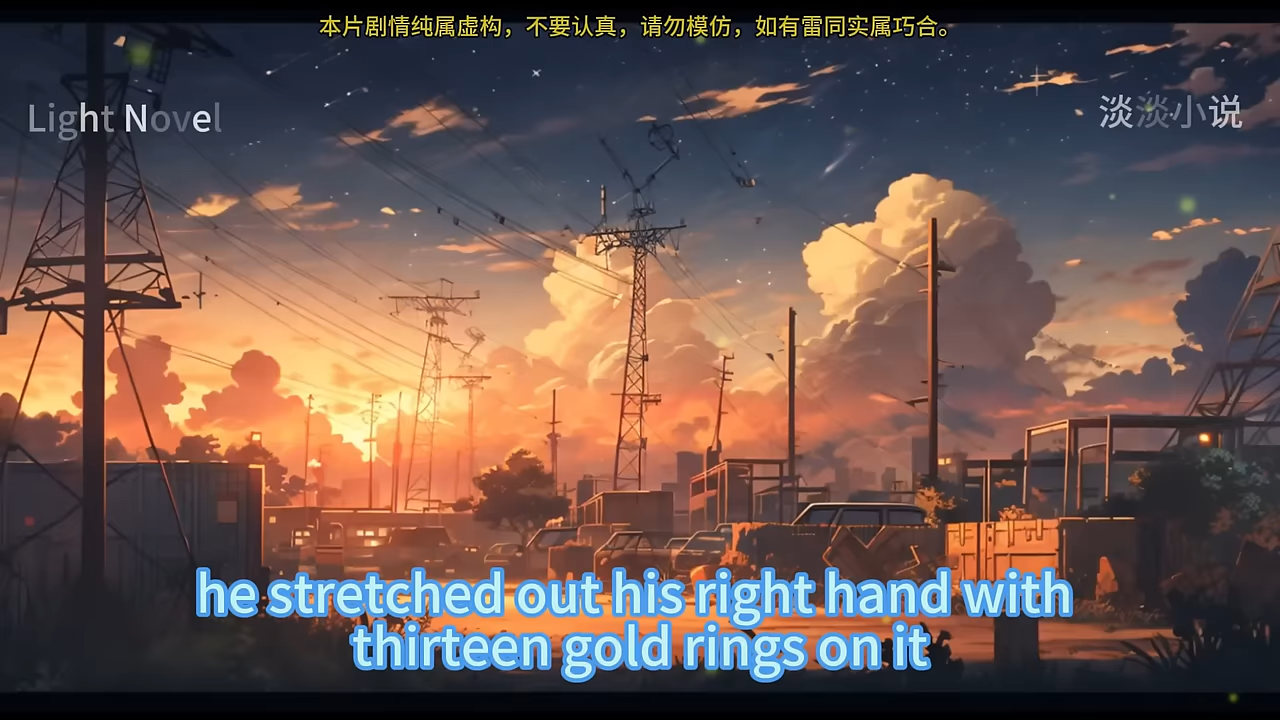 本片剧情纯属虚构，不要认真，请勿模仿，如有雷同实属巧合。
Light Novel
淡淡小说
he stretched out his right hand with
thirteen gold rings on it